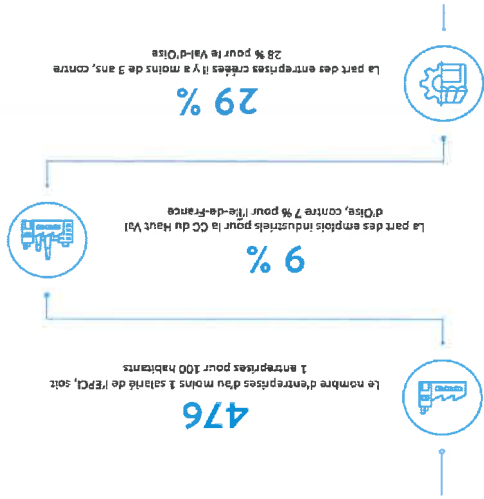 476
Le nombre d'entreprises d'au moins 1 salarié de l'EPCI, soit
1 entreprises pour 100 habitants
9 %
La part des emplois industriels pour la CC du Haut Val
d'Oise, contre 7 % pour l'Île-de-France
29 %
La part des entreprises créées il y a moins de 3 ans, contre
28 % pour le Val-d'Oise